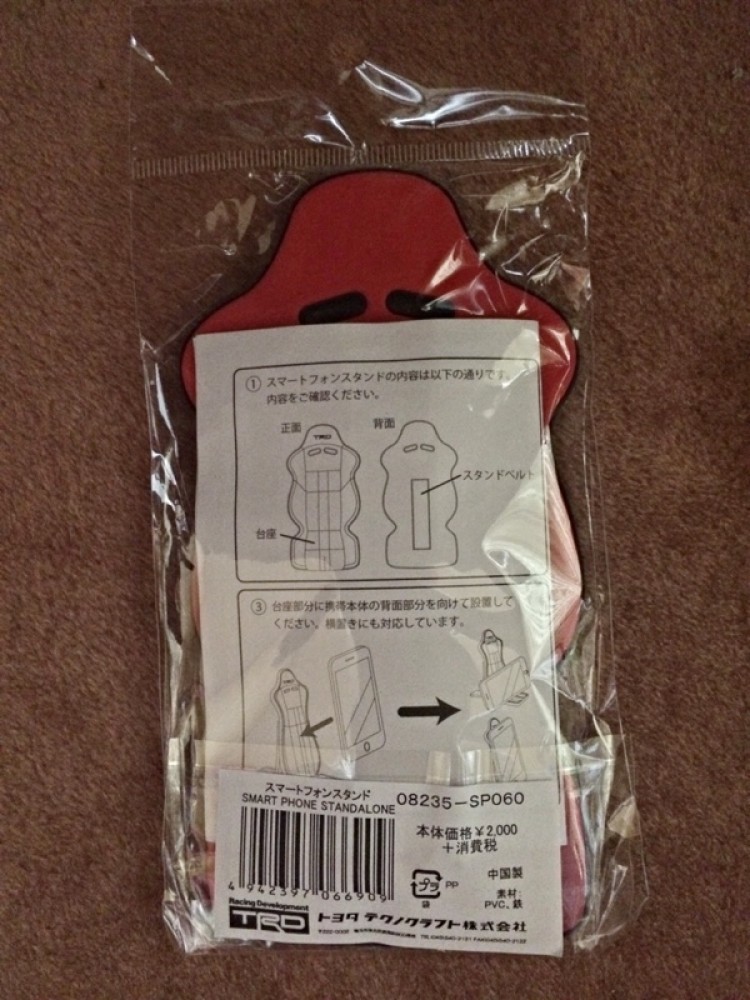 ① スマートフォンスタンドの内容は以下の通りです。
内容をご確認ください。
正面
背面
TRD
スタンドベルト
台座
③ 台座部分に携帯本体の背面部分を向けて設置して
ください。横置きにも対応しています。
スマートフォンスタンド
SMART PHONE STANDALONE
08235-SP060
本体価格¥2,000
+消費税
4 942397 066909
プラ
PP
袋
中国製
素材:
PVC、鉄
Racing Development
TRD
トヨタ テクノクラフト株式会社